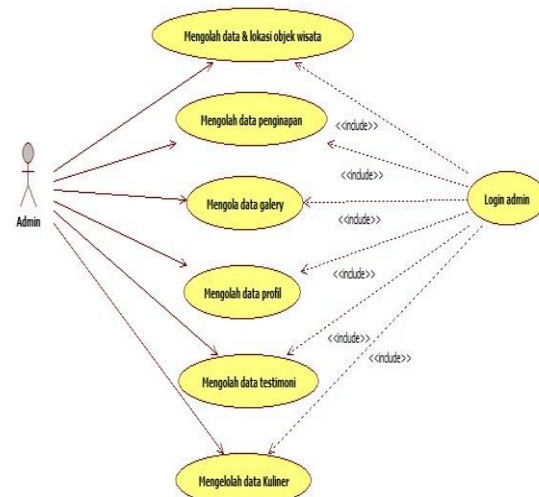 Mengolah data & lokasi objek wisata
Mengolah data penginapan
<<include>>
<<include>>
Mengola data galery
Login admin
Admin
<<include>>
<<include>>
Mengolah data profil
<<include>>
<<include>>
Mengolah data testimoni
Mengelolah data Kuliner